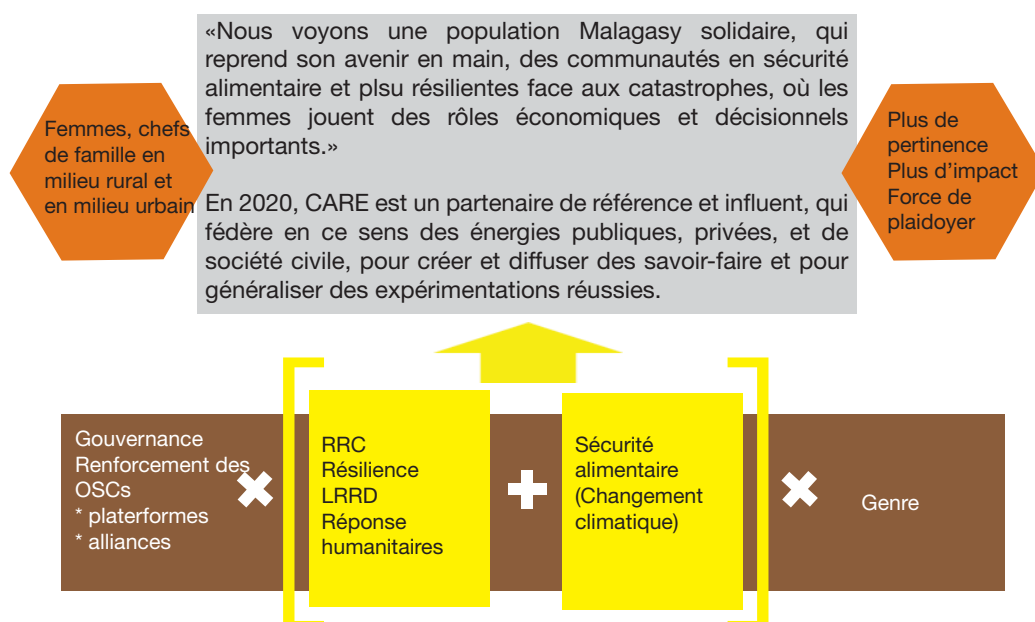 «Nous voyons une population Malagasy solidaire, qui
reprend son avenir en main, des communautés en sécurité
alimentaire et plsu résilientes face aux catastrophes, où les
femmes jouent des rôles économiques et décisionnels
importants.»
En 2020, CARE est un partenaire de référence et influent, qui
fédère en ce sens des énergies publiques, privées, et de
société civile, pour créer et diffuser des savoir-faire et pour
généraliser des expérimentations réussies.
Femmes, chefs
de famille en
milieu rural et
en milieu urbain
Plus de
pertinence
Plus d'impact
Force de
plaidoyer
Gouvernance
Renforcement des
OSCs
* platerformes
* alliances
RRC
Résilience
LRRD
Réponse
humanitaires
Sécurité
alimentaire
(Changement
climatique)
Genre